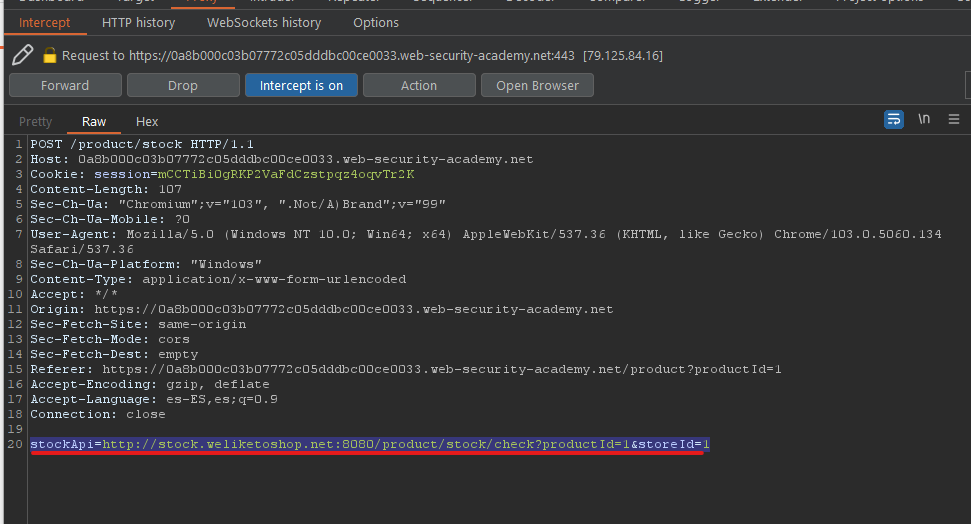 Intercept HTTP history WebSockets history Options
Request to https://0a8b000c03b07772c05dddbc00ce0033.web-security-academy.net:443 [79.125.84.16]
Forward Drop Intercept is on Action Open Browser
Pretty Raw Hex \n
1 POST /product/stock HTTP/1.1
2 Host: 0a8b000c03b07772c05dddbc00ce0033.web-security-academy.net
3 Cookie: session=mCCTiBiOgRKP2VaFdCzstpqz4oqvTr2K
4 Content-Length: 107
5 Sec-Ch-Ua: "Chromium";v="103", ".Not/A)Brand";v="99"
6 Sec-Ch-Ua-Mobile: ?0
7 User-Agent: Mozilla/5.0 (Windows NT 10.0; Win64; x64) AppleWebKit/537.36 (KHTML, like Gecko) Chrome/103.0.5060.134
Safari/537.36
8 Sec-Ch-Ua-Platform: "Windows"
9 Content-Type: application/x-www-form-urlencoded
10 Accept: */*
11 Origin: https://0a8b000c03b07772c05dddbc00ce0033.web-security-academy.net
12 Sec-Fetch-Site: same-origin
13 Sec-Fetch-Mode: cors
14 Sec-Fetch-Dest: empty
15 Referer: https://0a8b000c03b07772c05dddbc00ce0033.web-security-academy.net/product?productId=1
16 Accept-Encoding: gzip, deflate
17 Accept-Language: es-ES,es;q=0.9
18 Connection: close
19
20 stockApi=http://stock.weliketoshop.net:8080/product/stock/check?productId=1&storeId=1